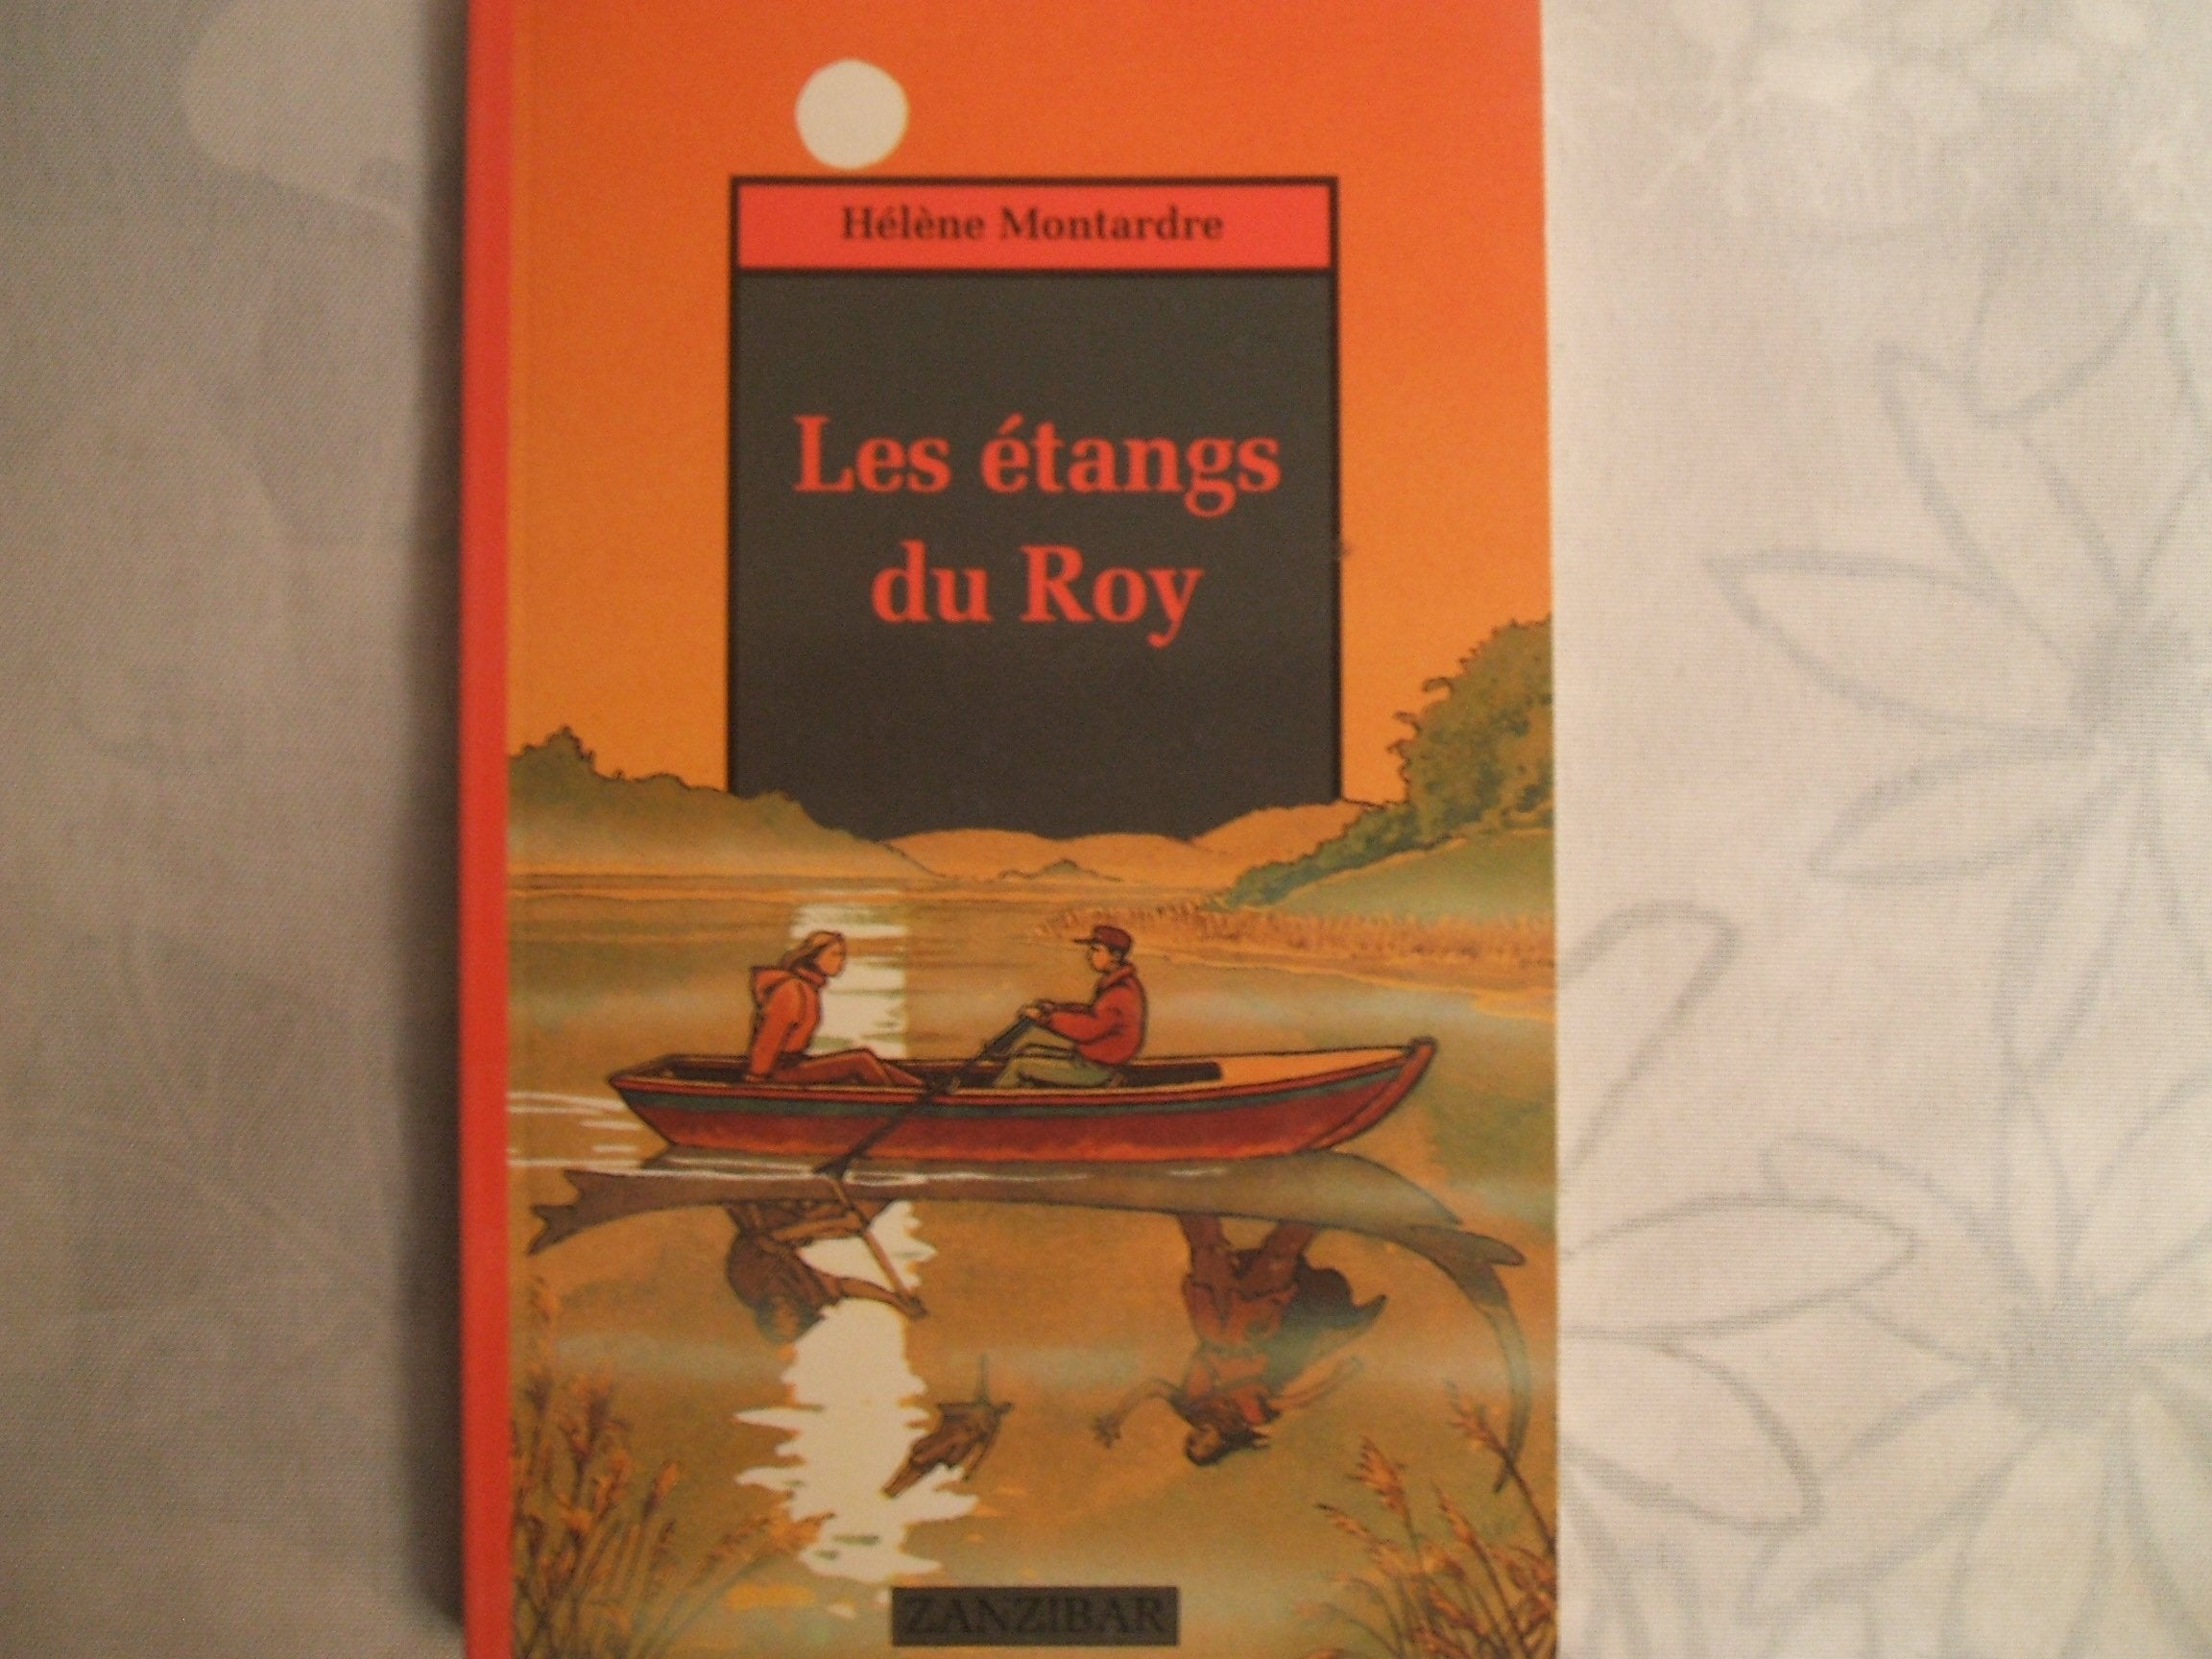 Hélène Montardre
Les étangs
du Roy
ZANZIBAR